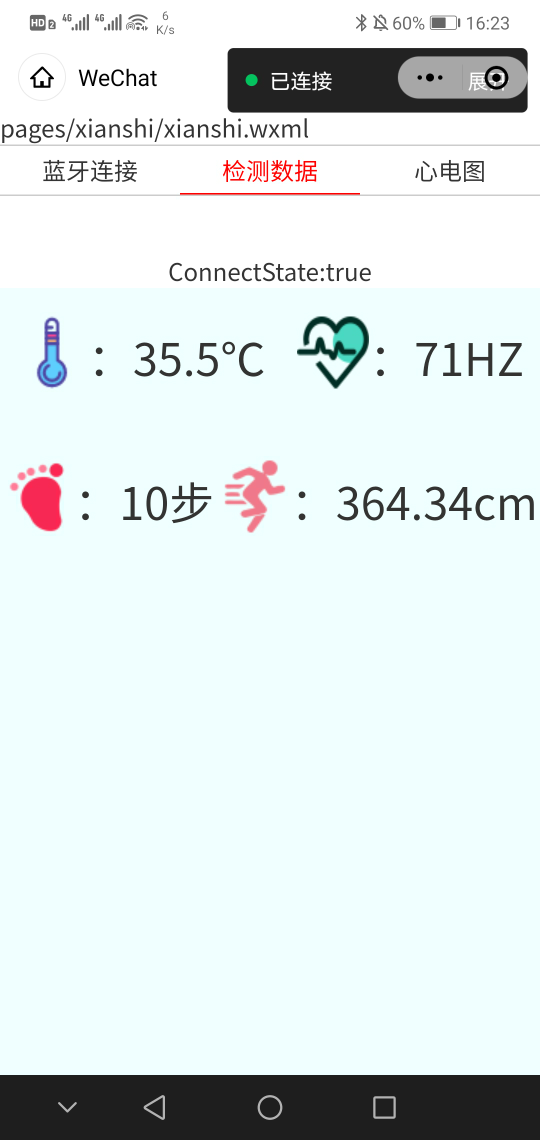 HD 2 4G 4G 6 K/s 60% 16:23
WeChat 已连接
pages/xianshi/xianshi.wxml
蓝牙连接 检测数据 心电图
ConnectState:true
：35.5℃ ：71HZ
：10步 ：364.34cm